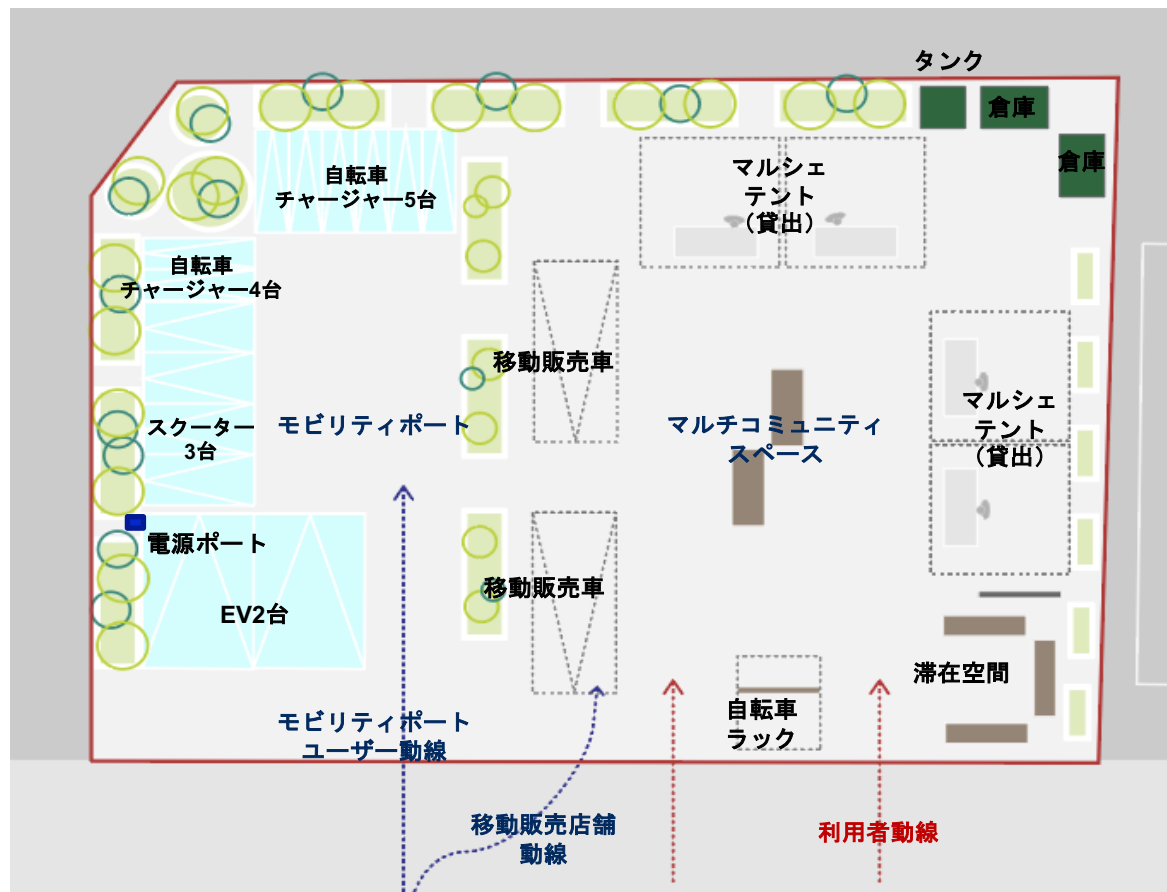 タンク
倉庫
倉庫
自転車
チャージャー5台
マルシェ
テント
（貸出）
自転車
チャージャー4台
移動販売車
マルシェ
テント
（貸出）
スクーター
3台
モビリティポート
マルチコミュニティ
スペース
電源ポート
EV2台
移動販売車
滞在空間
自転車
ラック
モビリティポート
ユーザー動線
移動販売店舗
動線
利用者動線